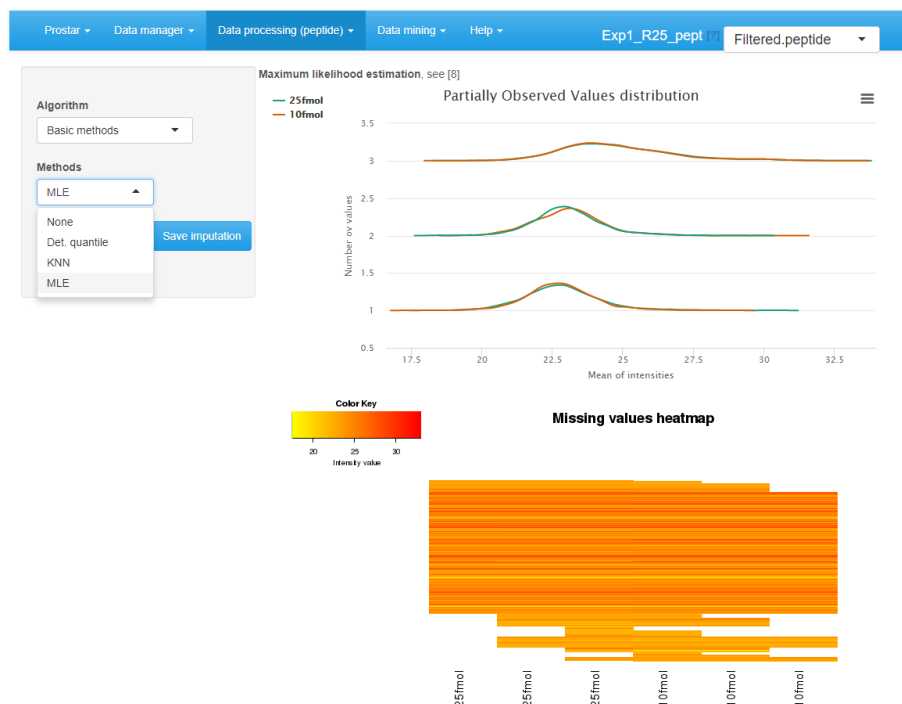 Prostar Data manager Data processing (peptide) Data mining Help Exp1_R25_pept [?] Filtered.peptide
Maximum likelihood estimation, see [8]
Algorithm
Basic methods
Methods
MLE
None
Det. quantile
KNN
MLE
Save imputation
Partially Observed Values distribution
25fmol
10fmol
3.5
3
2.5
2
1.5
1
0.5
Number ov values
17.5 20 22.5 25 27.5 30 32.5
Mean of intensities
Color Key
20 25 30
Intensity value
Missing values heatmap
25fmol 25fmol 25fmol 10fmol 10fmol 10fmol